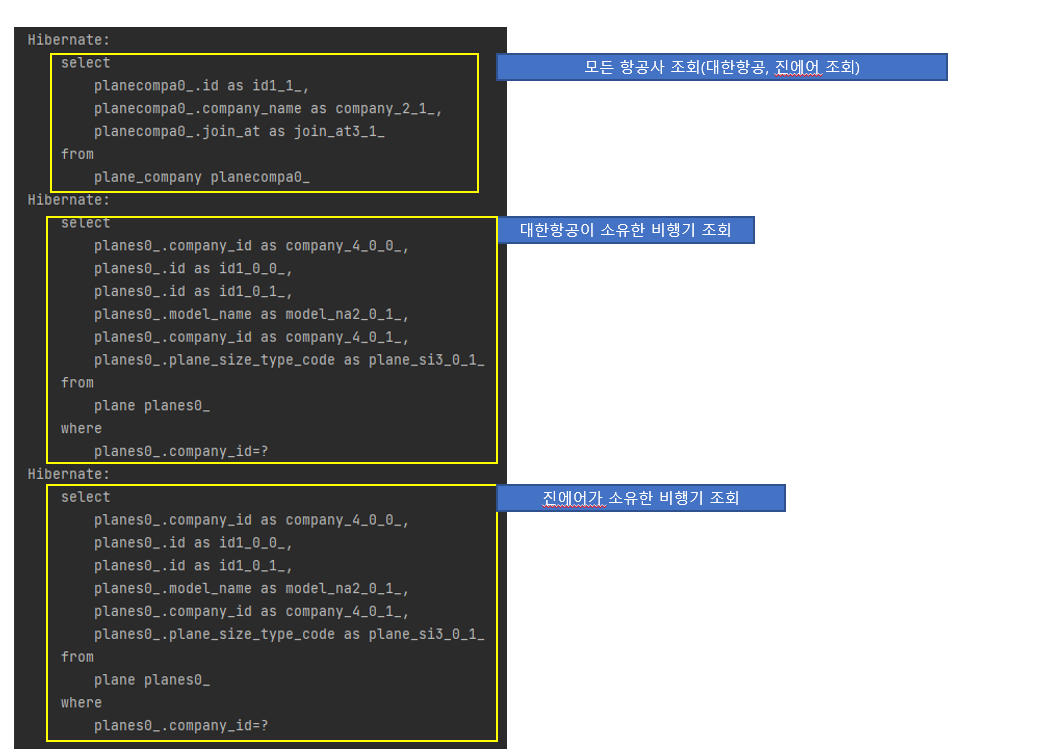 Hibernate:
select
planecompa0_.id as id1_1_,
planecompa0_.company_name as company_2_1_,
planecompa0_.join_at as join_at3_1_
from
plane_company planecompa0_
모든 항공사 조회(대한항공, 진에어 조회)
Hibernate:
select
planes0_.company_id as company_4_0_0_,
planes0_.id as id1_0_0_,
planes0_.id as id1_0_1_,
planes0_.model_name as model_na2_0_1_,
planes0_.company_id as company_4_0_1_,
planes0_.plane_size_type_code as plane_si3_0_1_
from
plane planes0_
where
planes0_.company_id=?
대한항공이 소유한 비행기 조회
Hibernate:
select
planes0_.company_id as company_4_0_0_,
planes0_.id as id1_0_0_,
planes0_.id as id1_0_1_,
planes0_.model_name as model_na2_0_1_,
planes0_.company_id as company_4_0_1_,
planes0_.plane_size_type_code as plane_si3_0_1_
from
plane planes0_
where
planes0_.company_id=?
진에어가 소유한 비행기 조회